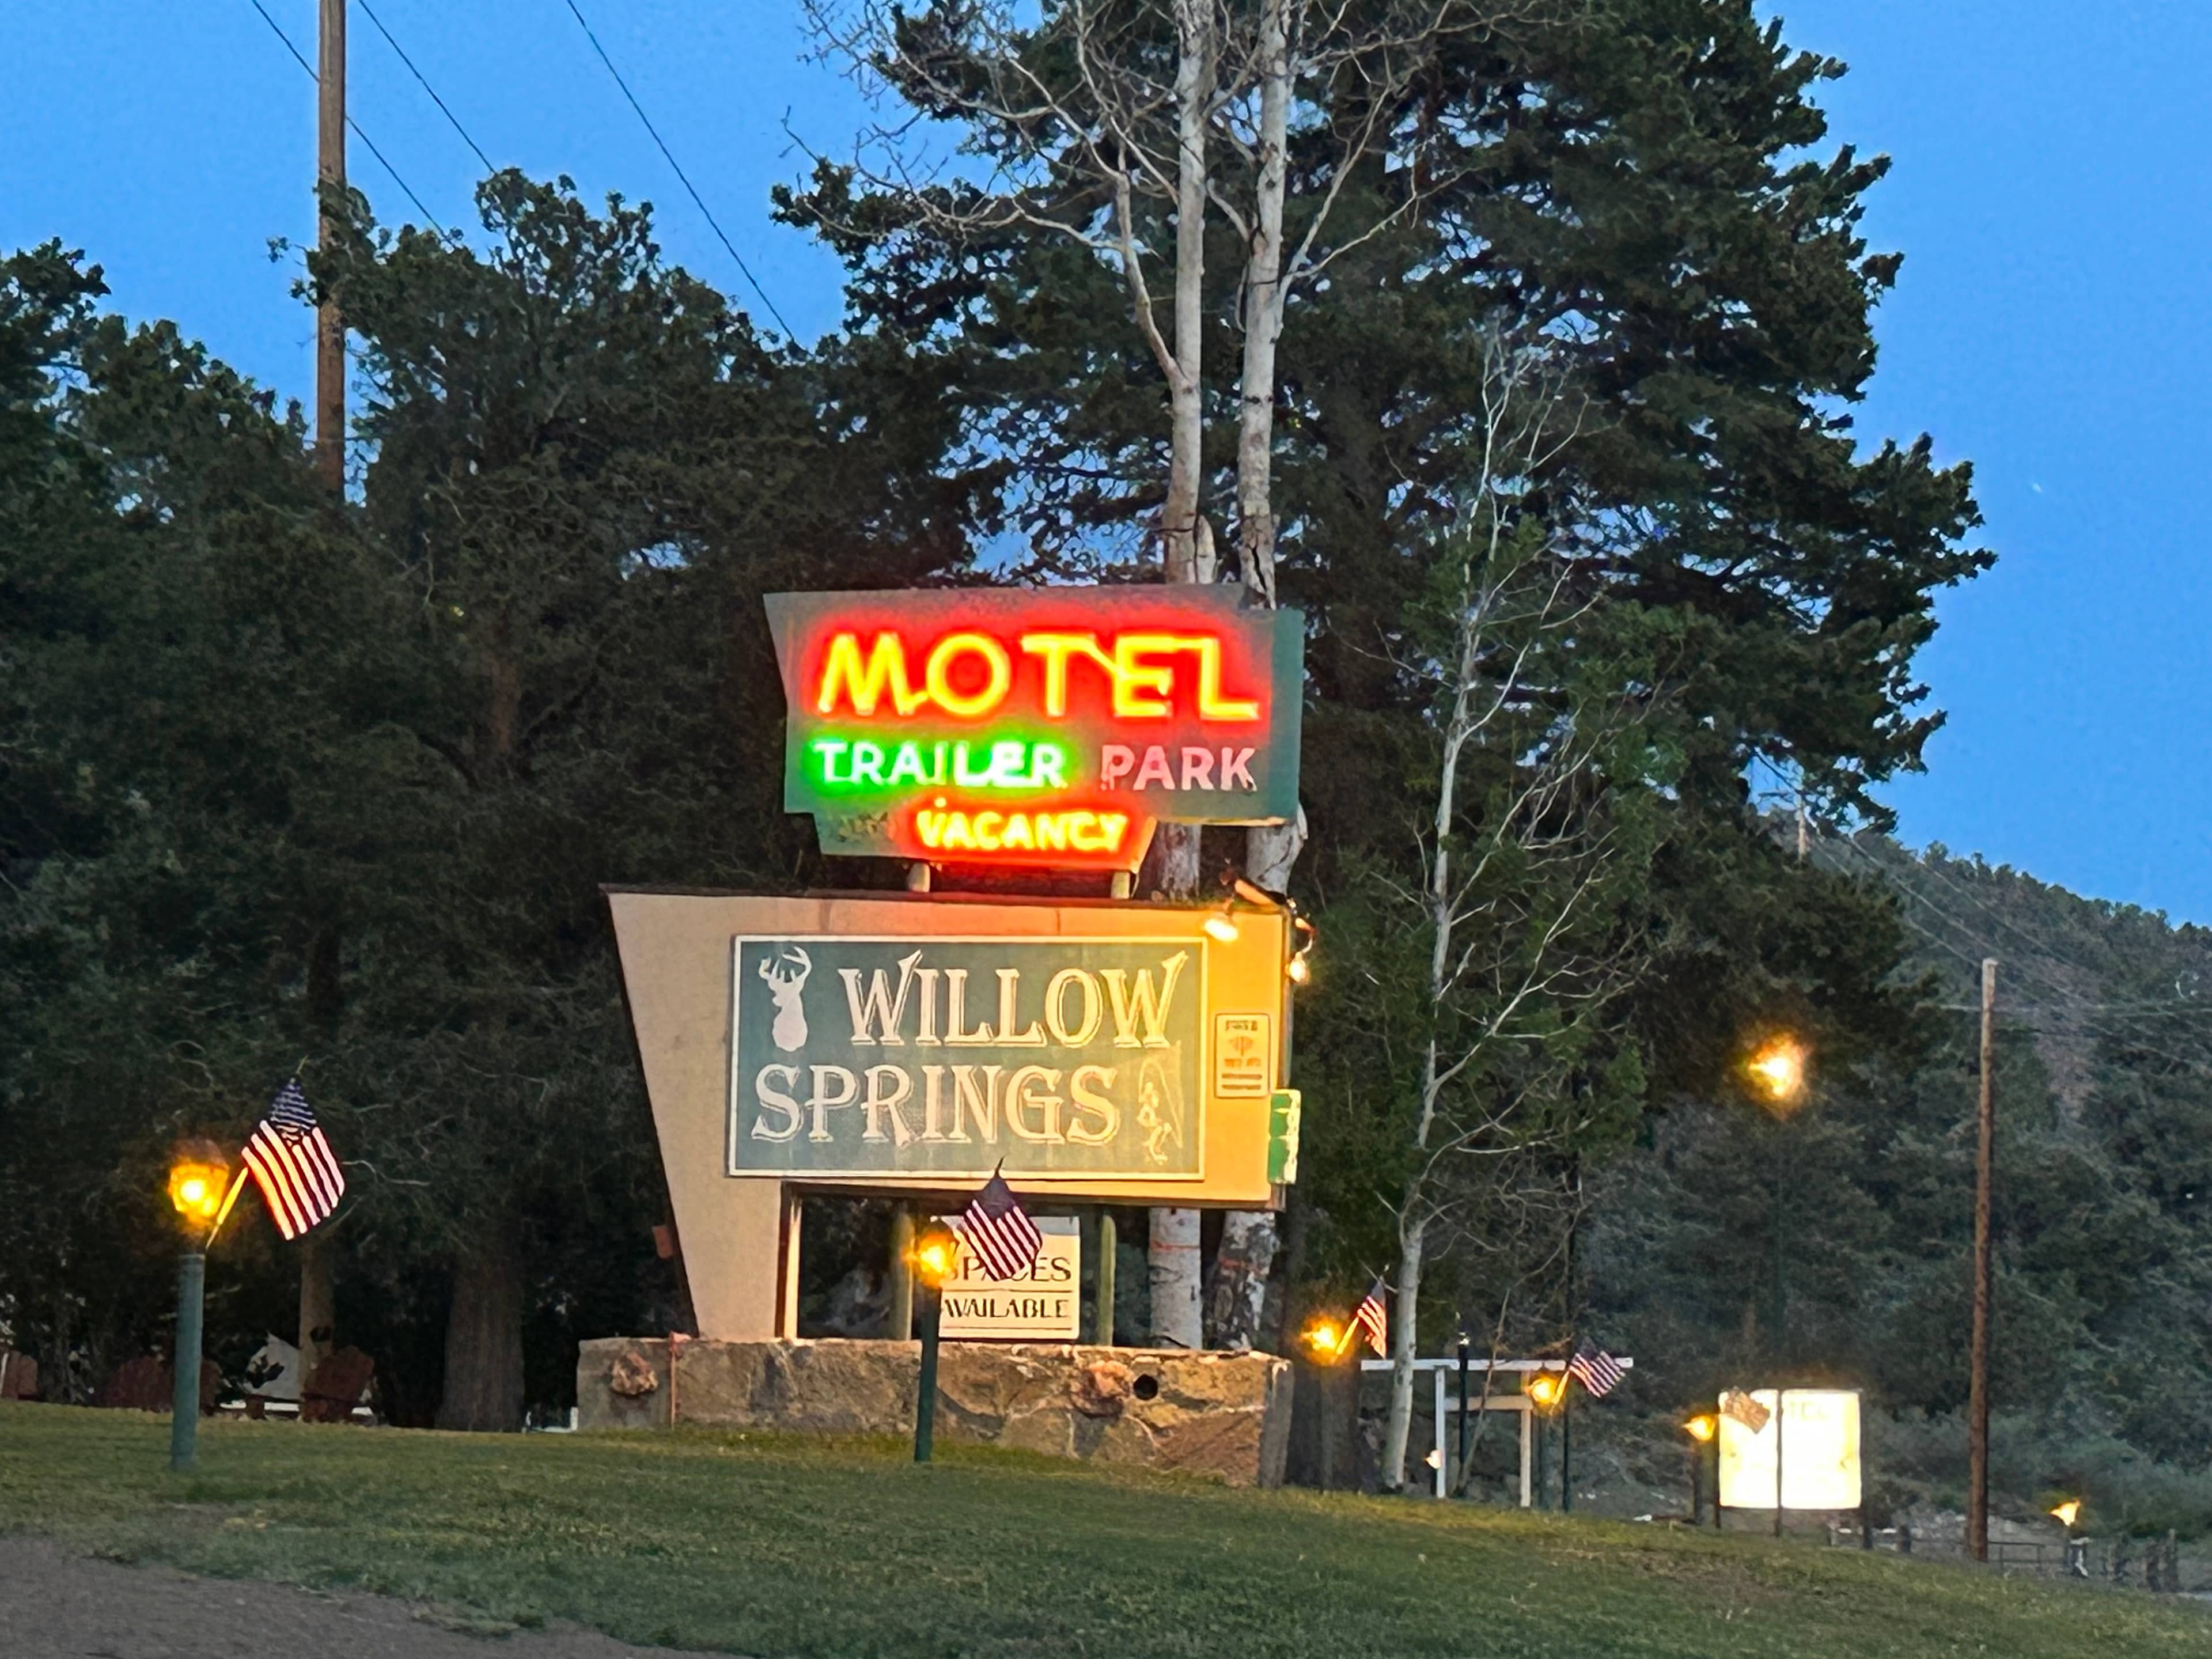 MOTEL
TRAILER PARK
VACANCY
WILLOW
SPRINGS
SPACES
AVAILABLE